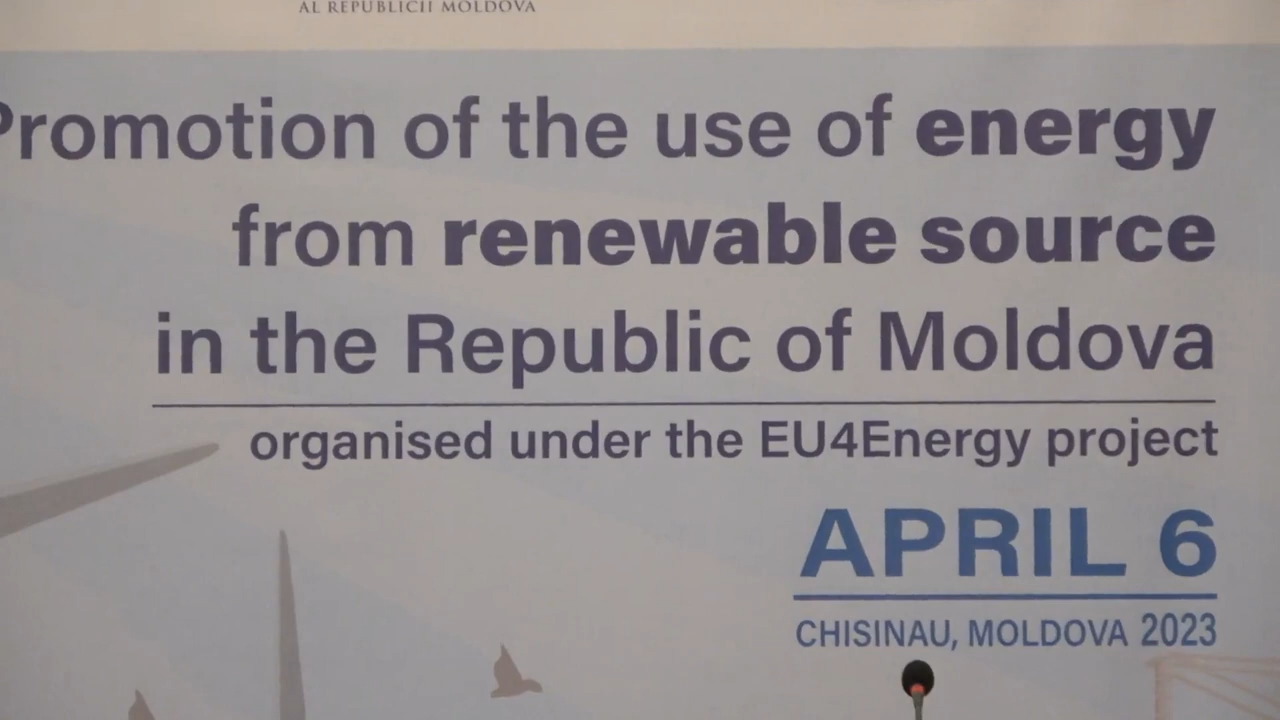 AL REPUBLICII MOLDOVA
Promotion of the use of energy
from renewable source
in the Republic of Moldova
organised under the EU4Energy project
APRIL 6
CHISINAU, MOLDOVA 2023